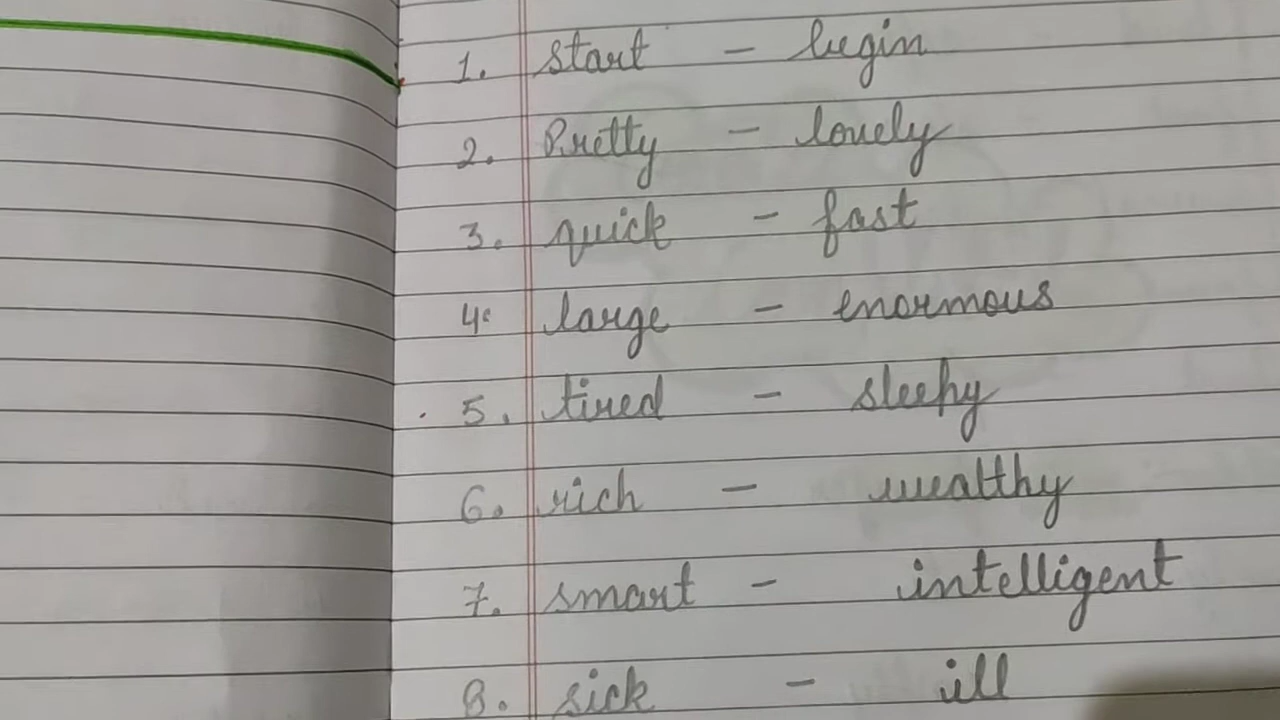 1. start - begin
2. Pretty - lovely
3. quick - fast
4. large - enormous
5. tired - sleepy
6. rich - wealthy
7. smart - intelligent
8. sick - ill